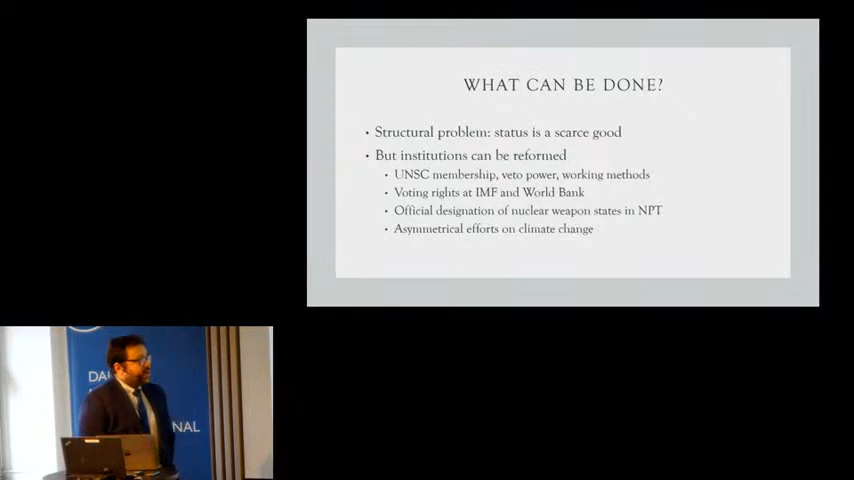 WHAT CAN BE DONE?
• Structural problem: status is a scarce good
• But institutions can be reformed
• UNSC membership, veto power, working methods
• Voting rights at IMF and World Bank
• Official designation of nuclear weapon states in NPT
• Asymmetrical efforts on climate change